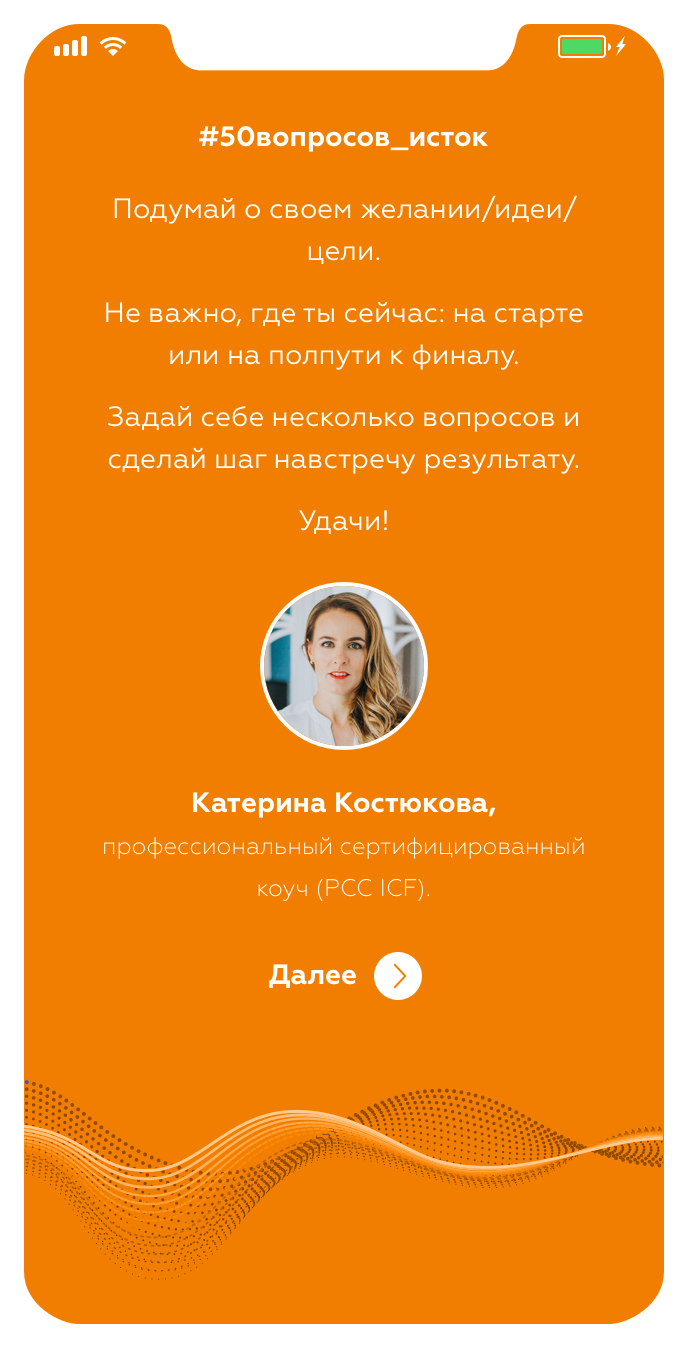 #50вопросов_исток
Подумай о своем желании/идеи/
цели.
Не важно, где ты сейчас: на старте
или на полпути к финалу.
Задай себе несколько вопросов и
сделай шаг навстречу результату.
Удачи!
Катерина Костюкова,
профессиональный сертифицированный
коуч (PCC ICF).
Далее